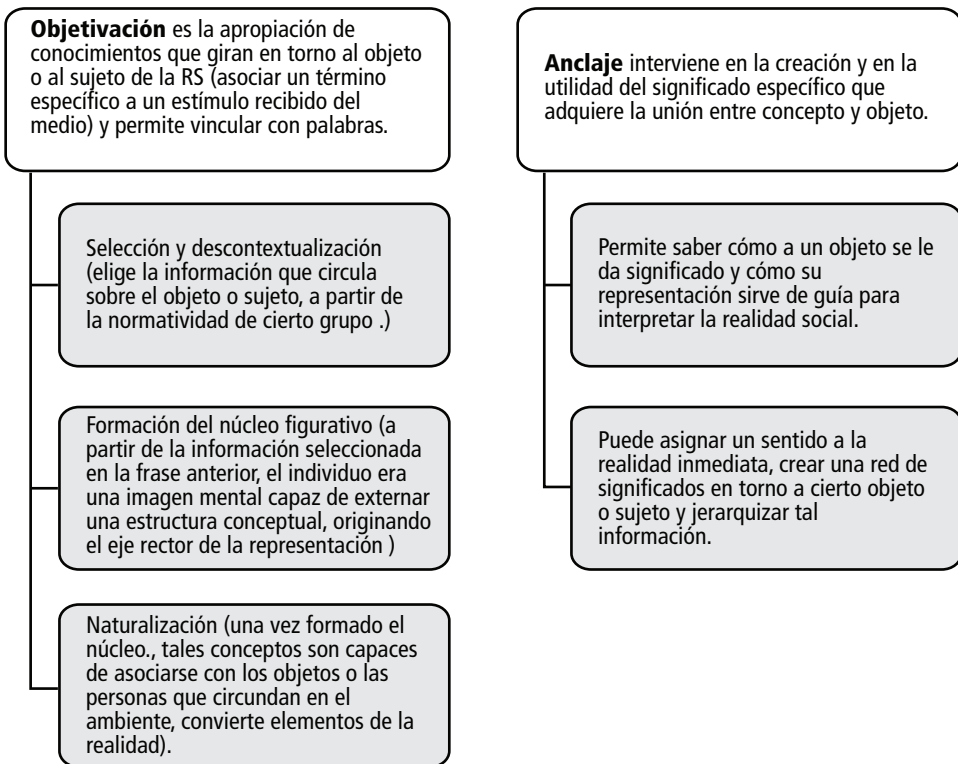 Objetivación es la apropiación de
conocimientos que giran en torno al objeto
o al sujeto de la RS (asociar un término
específico a un estímulo recibido del
medio) y permite vincular con palabras.
Selección y descontextualización
(elige la información que circula
sobre el objeto o sujeto, a partir de
la normatividad de cierto grupo .)
Formación del núcleo figurativo (a
partir de la información seleccionada
en la frase anterior, el individuo era
una imagen mental capaz de externar
una estructura conceptual, originando
el eje rector de la representación )
Naturalización (una vez formado el
núcleo., tales conceptos son capaces
de asociarse con los objetos o las
personas que circundan en el
ambiente, convierte elementos de la
realidad).
Anclaje interviene en la creación y en la
utilidad del significado específico que
adquiere la unión entre concepto y objeto.
Permite saber cómo a un objeto se le
da significado y cómo su
representación sirve de guía para
interpretar la realidad social.
Puede asignar un sentido a la
realidad inmediata, crear una red de
significados en torno a cierto objeto
o sujeto y jerarquizar tal
información.